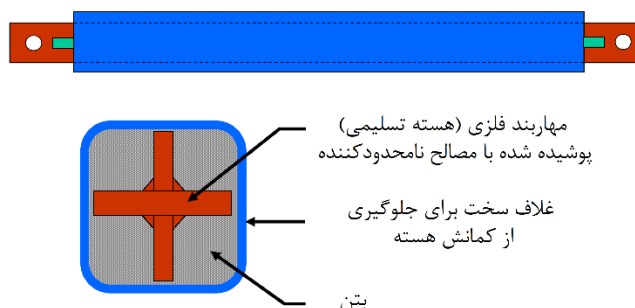 مهاربند فلزی (هسته تسلیمی)
پوشیده شده با مصالح نامحدودکننده
غلاف سخت برای جلوگیری
از کمانش هسته
بتن